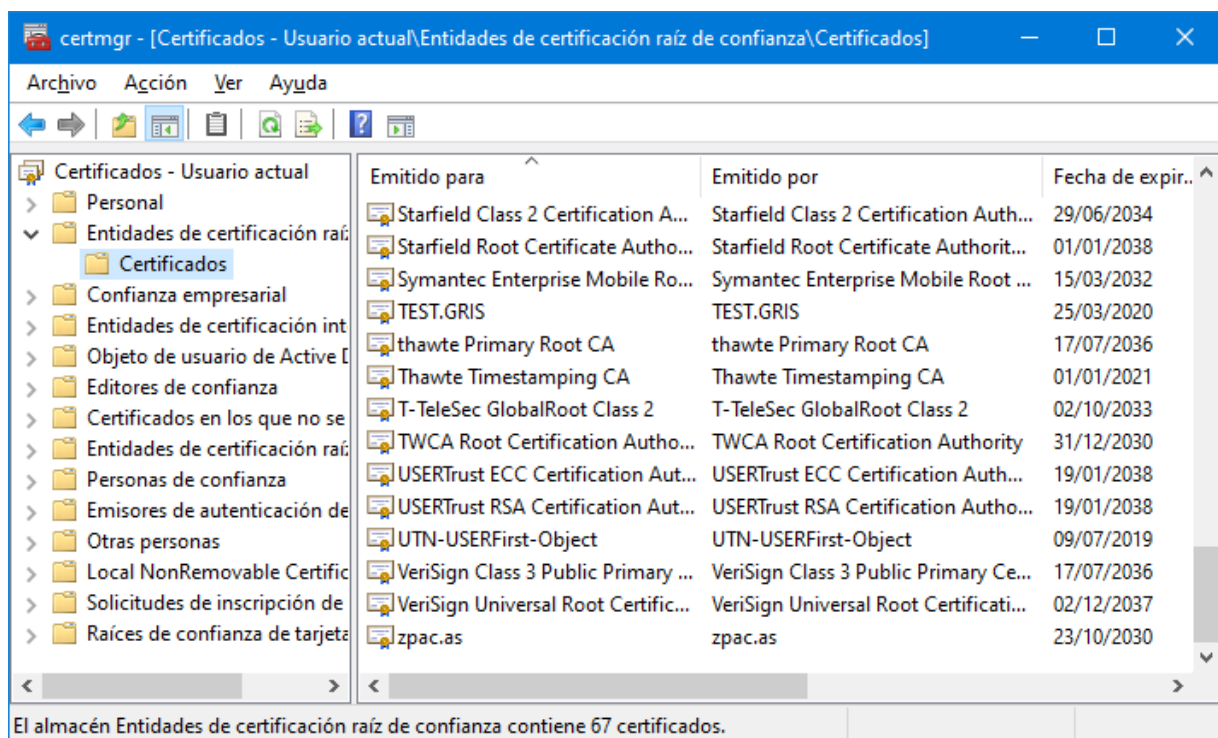 certmgr - [Certificados - Usuario actual\Entidades de certificación raíz de confianza\Certificados]
Archivo Acción Ver Ayuda
Certificados - Usuario actual
Personal
Entidades de certificación raí
Certificados
Confianza empresarial
Entidades de certificación int
Objeto de usuario de Active D
Editores de confianza
Certificados en los que no se
Entidades de certificación raí
Personas de confianza
Emisores de autenticación de
Otras personas
Local NonRemovable Certific
Solicitudes de inscripción de
Raíces de confianza de tarjeta
Emitido para Emitido por Fecha de expir...
Starfield Class 2 Certification A... Starfield Class 2 Certification Auth... 29/06/2034
Starfield Root Certificate Autho... Starfield Root Certificate Authorit... 01/01/2038
Symantec Enterprise Mobile Ro... Symantec Enterprise Mobile Root ... 15/03/2032
TEST.GRIS TEST.GRIS 25/03/2020
thawte Primary Root CA thawte Primary Root CA 17/07/2036
Thawte Timestamping CA Thawte Timestamping CA 01/01/2021
T-TeleSec GlobalRoot Class 2 T-TeleSec GlobalRoot Class 2 02/10/2033
TWCA Root Certification Autho... TWCA Root Certification Authority 31/12/2030
USERTrust ECC Certification Aut... USERTrust ECC Certification Auth... 19/01/2038
USERTrust RSA Certification Aut... USERTrust RSA Certification Autho... 19/01/2038
UTN-USERFirst-Object UTN-USERFirst-Object 09/07/2019
VeriSign Class 3 Public Primary ... VeriSign Class 3 Public Primary Ce... 17/07/2036
VeriSign Universal Root Certific... VeriSign Universal Root Certificati... 02/12/2037
zpac.as zpac.as 23/10/2030
El almacén Entidades de certificación raíz de confianza contiene 67 certificados.